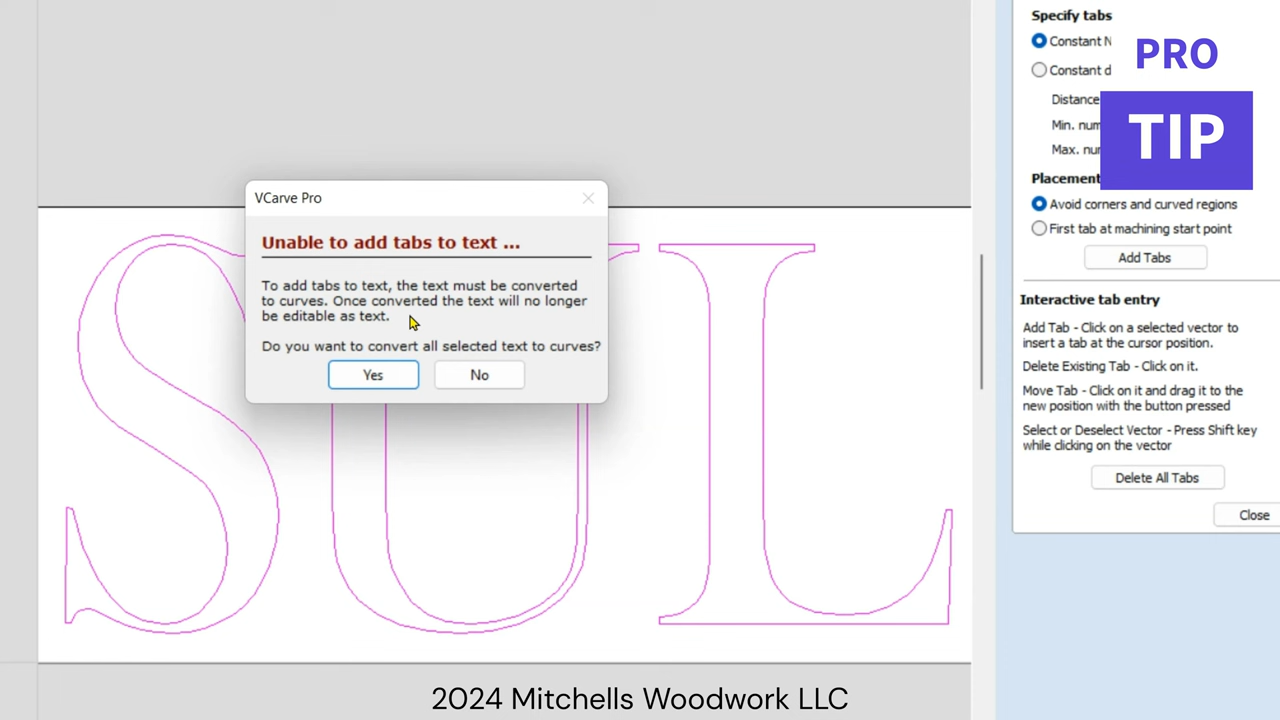 VCarve Pro
Unable to add tabs to text ...
To add tabs to text, the text must be converted
to curves. Once converted the text will no longer
be editable as text.
Do you want to convert all selected text to curves?
Yes
No
SUL
Specify tabs
Constant N
Constant d
Distance
Min. num
Max. nu
Placement
Avoid corners and curved regions
First tab at machining start point
Add Tabs
Interactive tab entry
Add Tab - Click on a selected vector to
insert a tab at the cursor position.
Delete Existing Tab - Click on it.
Move Tab - Click on it and drag it to the
new position with the button pressed
Select or Deselect Vector - Press Shift key
while clicking on the vector
Delete All Tabs
Close
PRO
TIP
2024 Mitchells Woodwork LLC